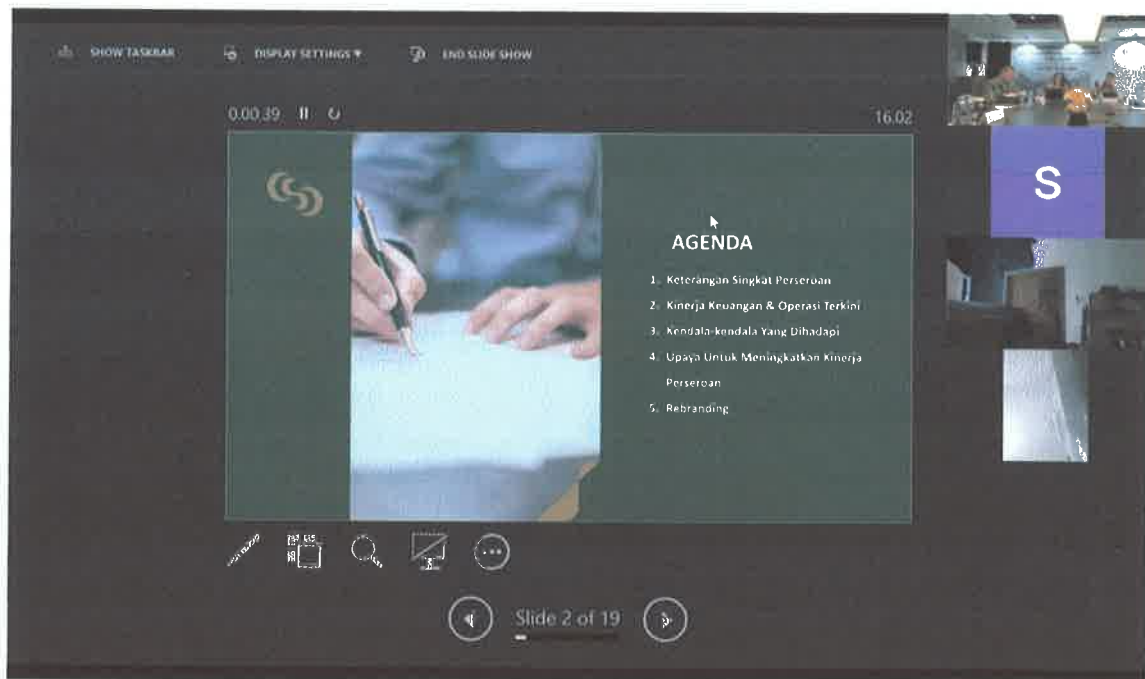 SHOW TASKBAR
DISPLAY SETTINGS ▼
END SLIDE SHOW
0.00.39
16.02
S
AGENDA
1. Keterangan Singkat Perseroan
2. Kinerja Keuangan & Operasi Terkini
3. Kendala-kendala Yang Dihadapi
4. Upaya Untuk Meningkatkan Kinerja
Perseroan
5. Rebranding
Slide 2 of 19